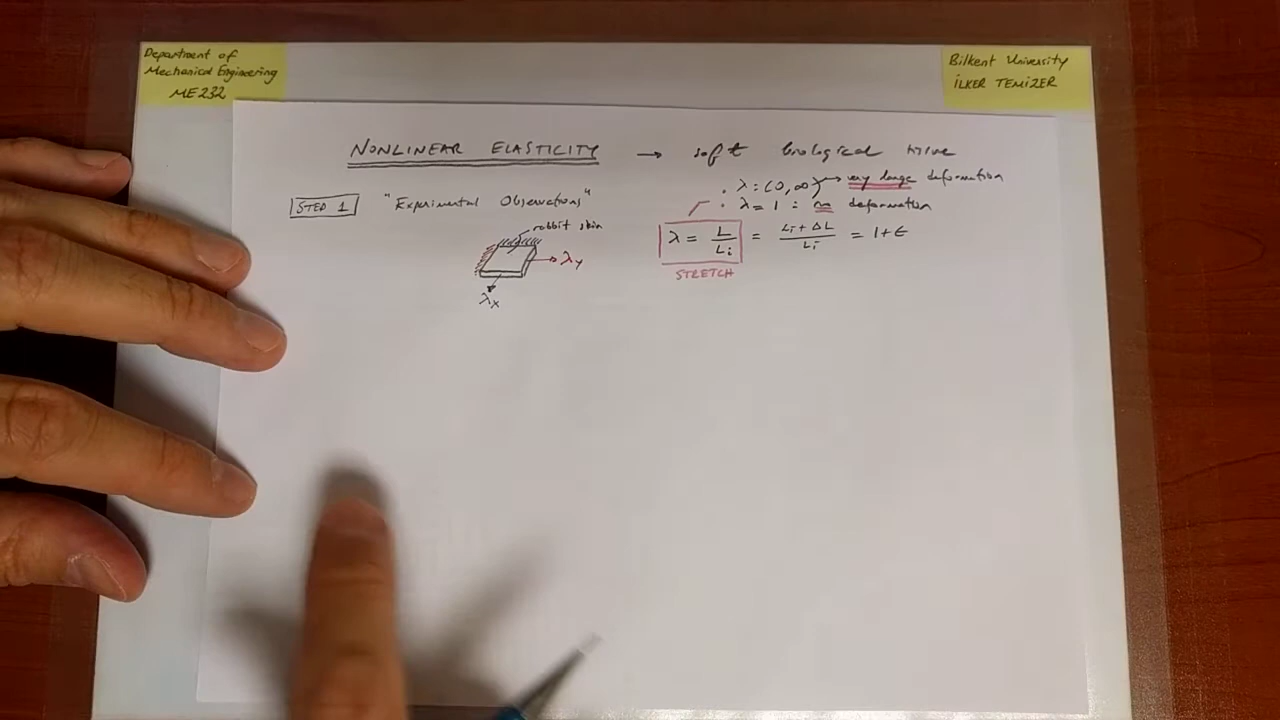 Department of
Mechanical Engineering
ME232
Bilkent University
İLKER TEMİZER
NONLINEAR ELASTICITY → soft biological tissue
. λ = (0, ∞) → very large deformation
. λ = 1 : no deformation
STEP 1 "Experimental Observations"
rabbit skin
λ = L / Li = Li + ΔL / Li = 1 + ε
STRETCH
λy
λx